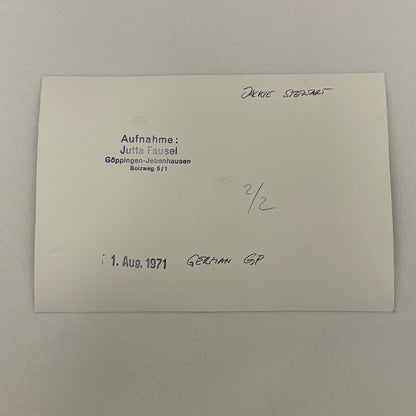 JACKIE STEWART
Aufnahme:
Jutta Fausel
Göppingen-Jebenhausen
Bolzweg 5/1
2/2
1. Aug. 1971 GERMAN GP